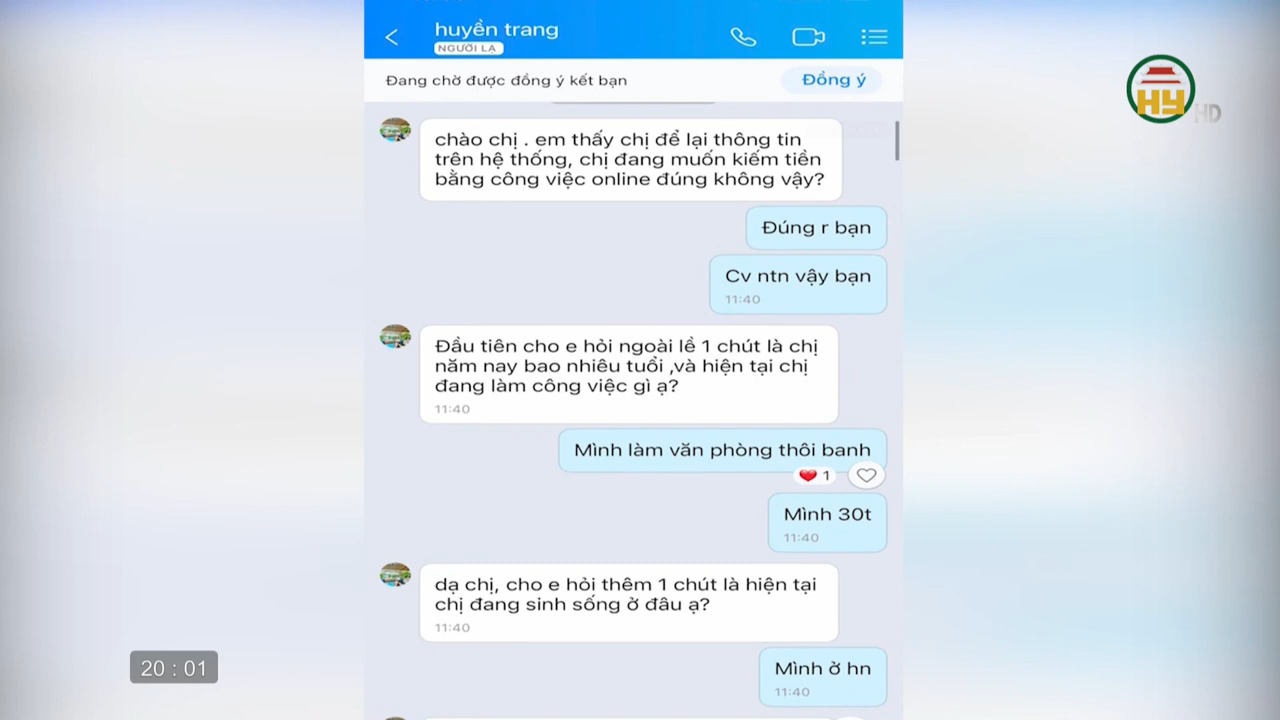 huyền trang
NGƯỜI LẠ
Đang chờ được đồng ý kết bạn
Đồng ý
HY
HD
chào chị . em thấy chị để lại thông tin
trên hệ thống, chị đang muốn kiếm tiền
bằng công việc online đúng không vậy?
Đúng r bạn
Cv ntn vậy bạn
11:40
Đầu tiên cho e hỏi ngoài lề 1 chút là chị
năm nay bao nhiêu tuổi ,và hiện tại chị
đang làm công việc gì ạ?
11:40
Mình làm văn phòng thôi banh
1
Mình 30t
11:40
dạ chị, cho e hỏi thêm 1 chút là hiện tại
chị đang sinh sống ở đâu ạ?
11:40
Mình ở hn
11:40
20 : 01